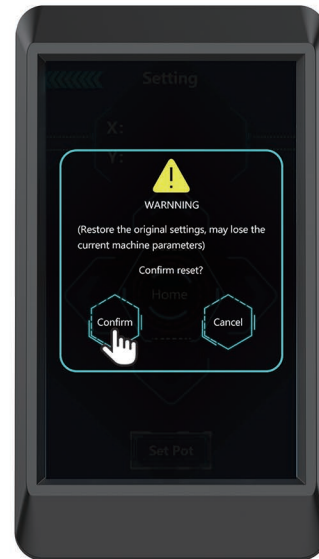 Setting
X:
Y:
WARNNING
(Restore the original settings, may lose the
current machine parameters)
Confirm reset?
Home
Confirm
Cancel
Set Pot